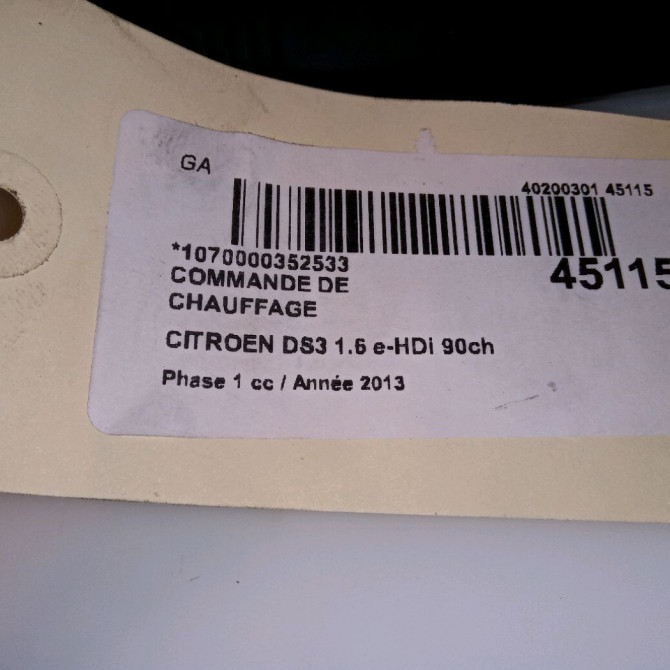 GA
40200301 45115
*1070000352533
45115
COMMANDE DE
CHAUFFAGE
CITROEN DS3 1.6 e-HDi 90ch
Phase 1 cc / Année 2013